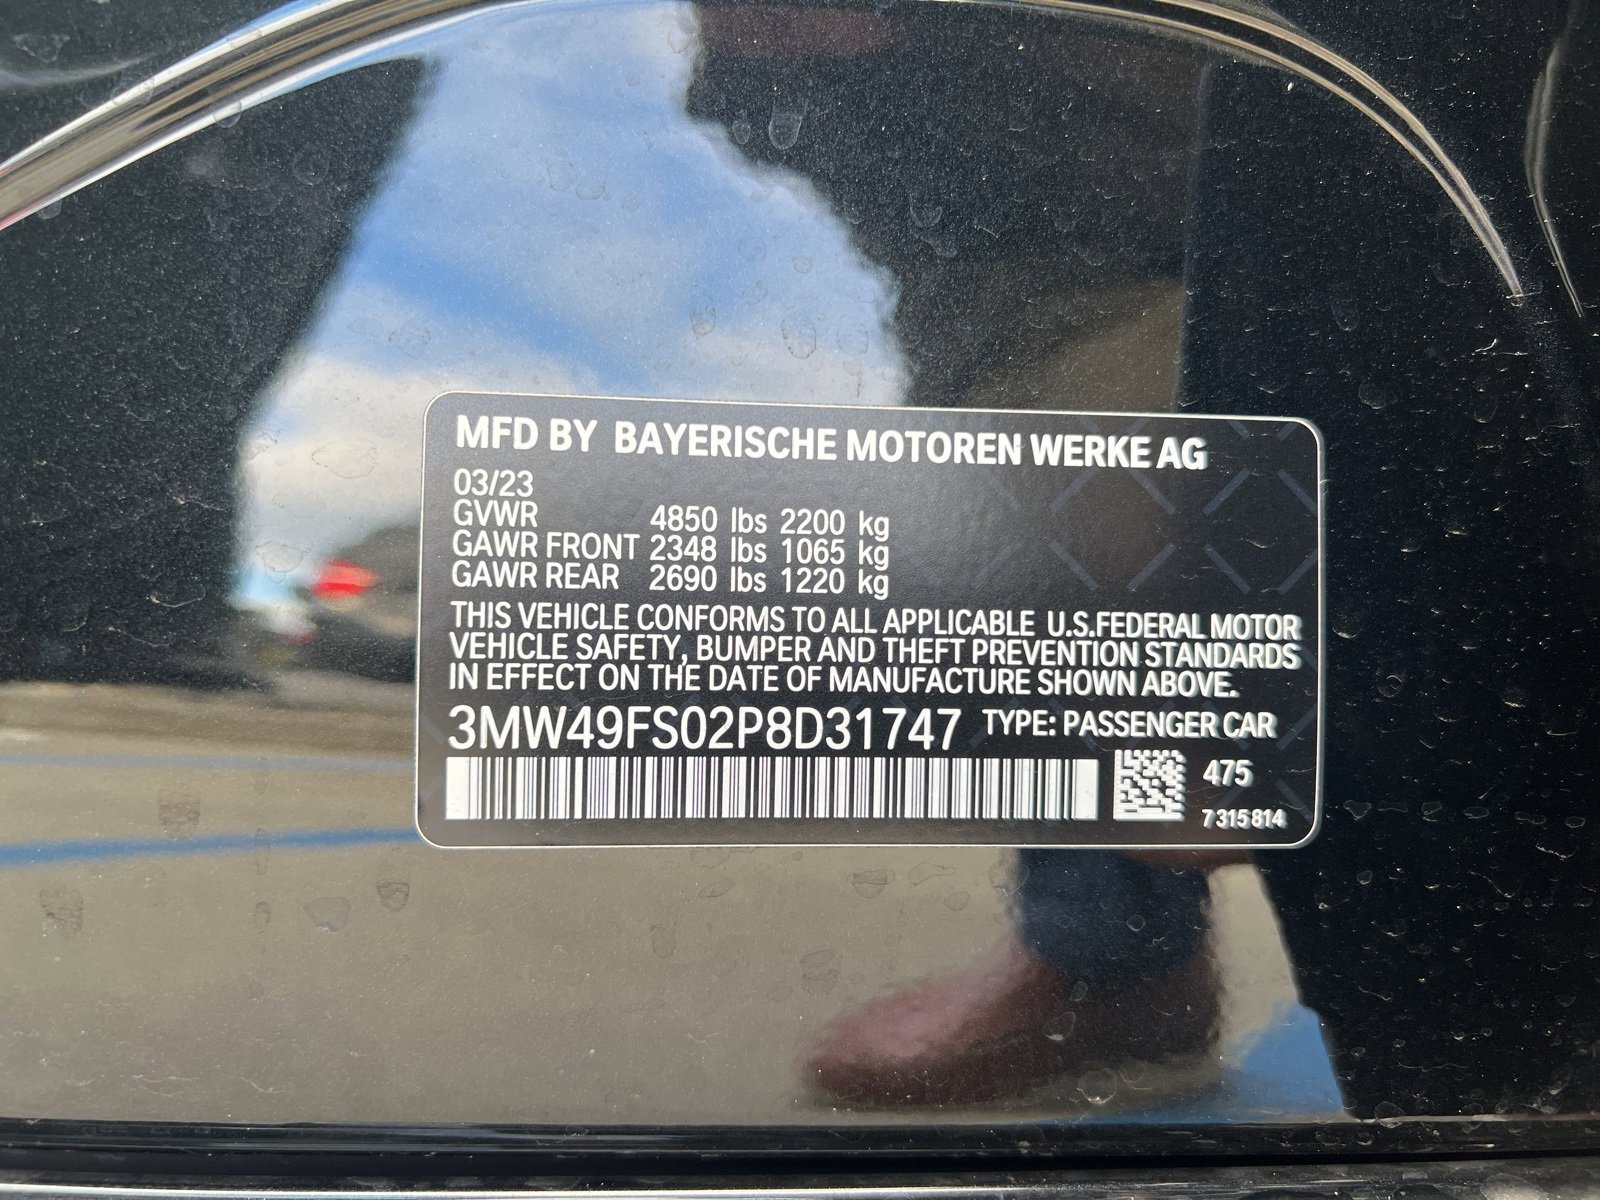 MFD BY BAYERISCHE MOTOREN WERKE AG
03/23
GVWR 4850 lbs 2200 kg
GAWR FRONT 2348 lbs 1065 kg
GAWR REAR 2690 lbs 1220 kg
THIS VEHICLE CONFORMS TO ALL APPLICABLE U.S.FEDERAL MOTOR
VEHICLE SAFETY, BUMPER AND THEFT PREVENTION STANDARDS
IN EFFECT ON THE DATE OF MANUFACTURE SHOWN ABOVE.
3MW49FS02P8D31747 TYPE: PASSENGER CAR
475
7 315 814